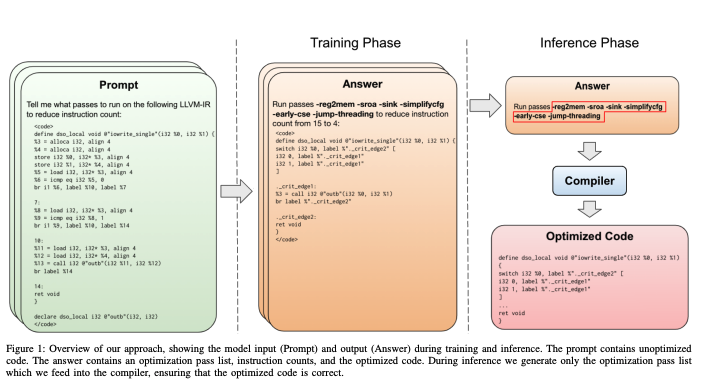 Training Phase
Inference Phase
Prompt
Tell me what passes to run on the following LLVM-IR
to reduce instruction count:
<code>
define dso_local void @"iowrite_single"(i32 %0, i32 %1) {
%3 = alloca i32, align 4
%4 = alloca i32, align 4
store i32 %0, i32* %3, align 4
store i32 %1, i32* %4, align 4
%5 = load i32, i32* %3, align 4
%6 = icmp eq i32 %5, 0
br i1 %6, label %10, label %7
7:
%8 = load i32, i32* %3, align 4
%9 = icmp eq i32 %8, 1
br i1 %9, label %10, label %14
10:
%11 = load i32, i32* %3, align 4
%12 = load i32, i32* %4, align 4
%13 = call i32 @"outb"(i32 %11, i32 %12)
br label %14
14:
ret void
}
declare dso_local i32 @"outb"(i32, i32)
</code>
Answer
Run passes -reg2mem -sroa -sink -simplifycfg
-early-cse -jump-threading to reduce instruction
count from 15 to 4:
<code>
define dso_local void @"iowrite_single"(i32 %0, i32 %1) {
switch i32 %0, label %"._crit_edge2" [
i32 0, label %"._crit_edge1"
i32 1, label %"._crit_edge1"
]
._crit_edge1:
%3 = call i32 @"outb"(i32 %0, i32 %1)
br label %"._crit_edge2"
._crit_edge2:
ret void
}
</code>
Answer
Run passes -reg2mem -sroa -sink -simplifycfg
-early-cse -jump-threading
Compiler
Optimized Code
define dso_local void @"iowrite_single"(i32 %0, i32 %1)
{
switch i32 %0, label %"._crit_edge2" [
i32 0, label %"._crit_edge1"
i32 1, label %"._crit_edge1"
]
...
ret void
}
Figure 1: Overview of our approach, showing the model input (Prompt) and output (Answer) during training and inference. The prompt contains unoptimized
code. The answer contains an optimization pass list, instruction counts, and the optimized code. During inference we generate only the optimization pass list
which we feed into the compiler, ensuring that the optimized code is correct.